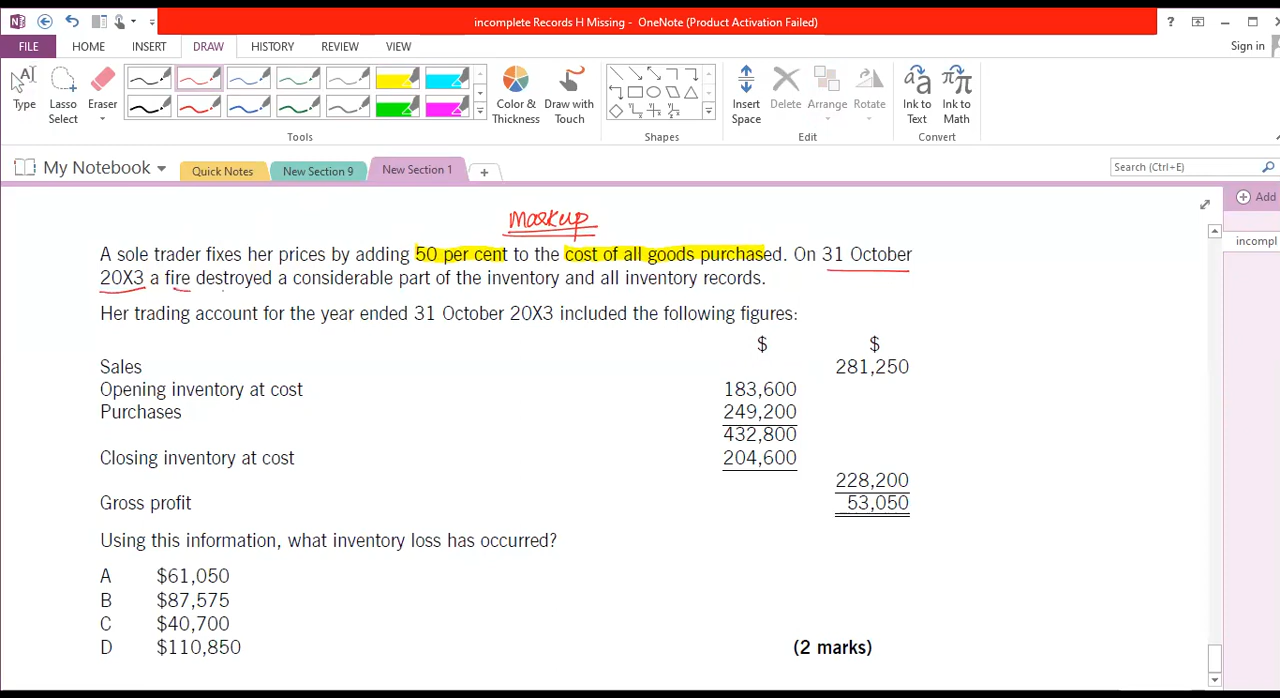 incomplete Records H Missing - OneNote (Product Activation Failed)
FILE HOME INSERT DRAW HISTORY REVIEW VIEW
Sign in
Type
Lasso Select
Eraser
Color & Thickness
Draw with Touch
Insert Space
Delete
Arrange
Rotate
Ink to Text
Ink to Math
Tools
Shapes
Edit
Convert
My Notebook
Quick Notes
New Section 9
New Section 1
Search (Ctrl+E)
Add
incompl
Markup
A sole trader fixes her prices by adding 50 per cent to the cost of all goods purchased. On 31 October
20X3 a fire destroyed a considerable part of the inventory and all inventory records.
Her trading account for the year ended 31 October 20X3 included the following figures:
$ $
Sales 281,250
Opening inventory at cost 183,600
Purchases 249,200
432,800
Closing inventory at cost 204,600
228,200
Gross profit 53,050
Using this information, what inventory loss has occurred?
A $61,050
B $87,575
C $40,700
D $110,850
(2 marks)